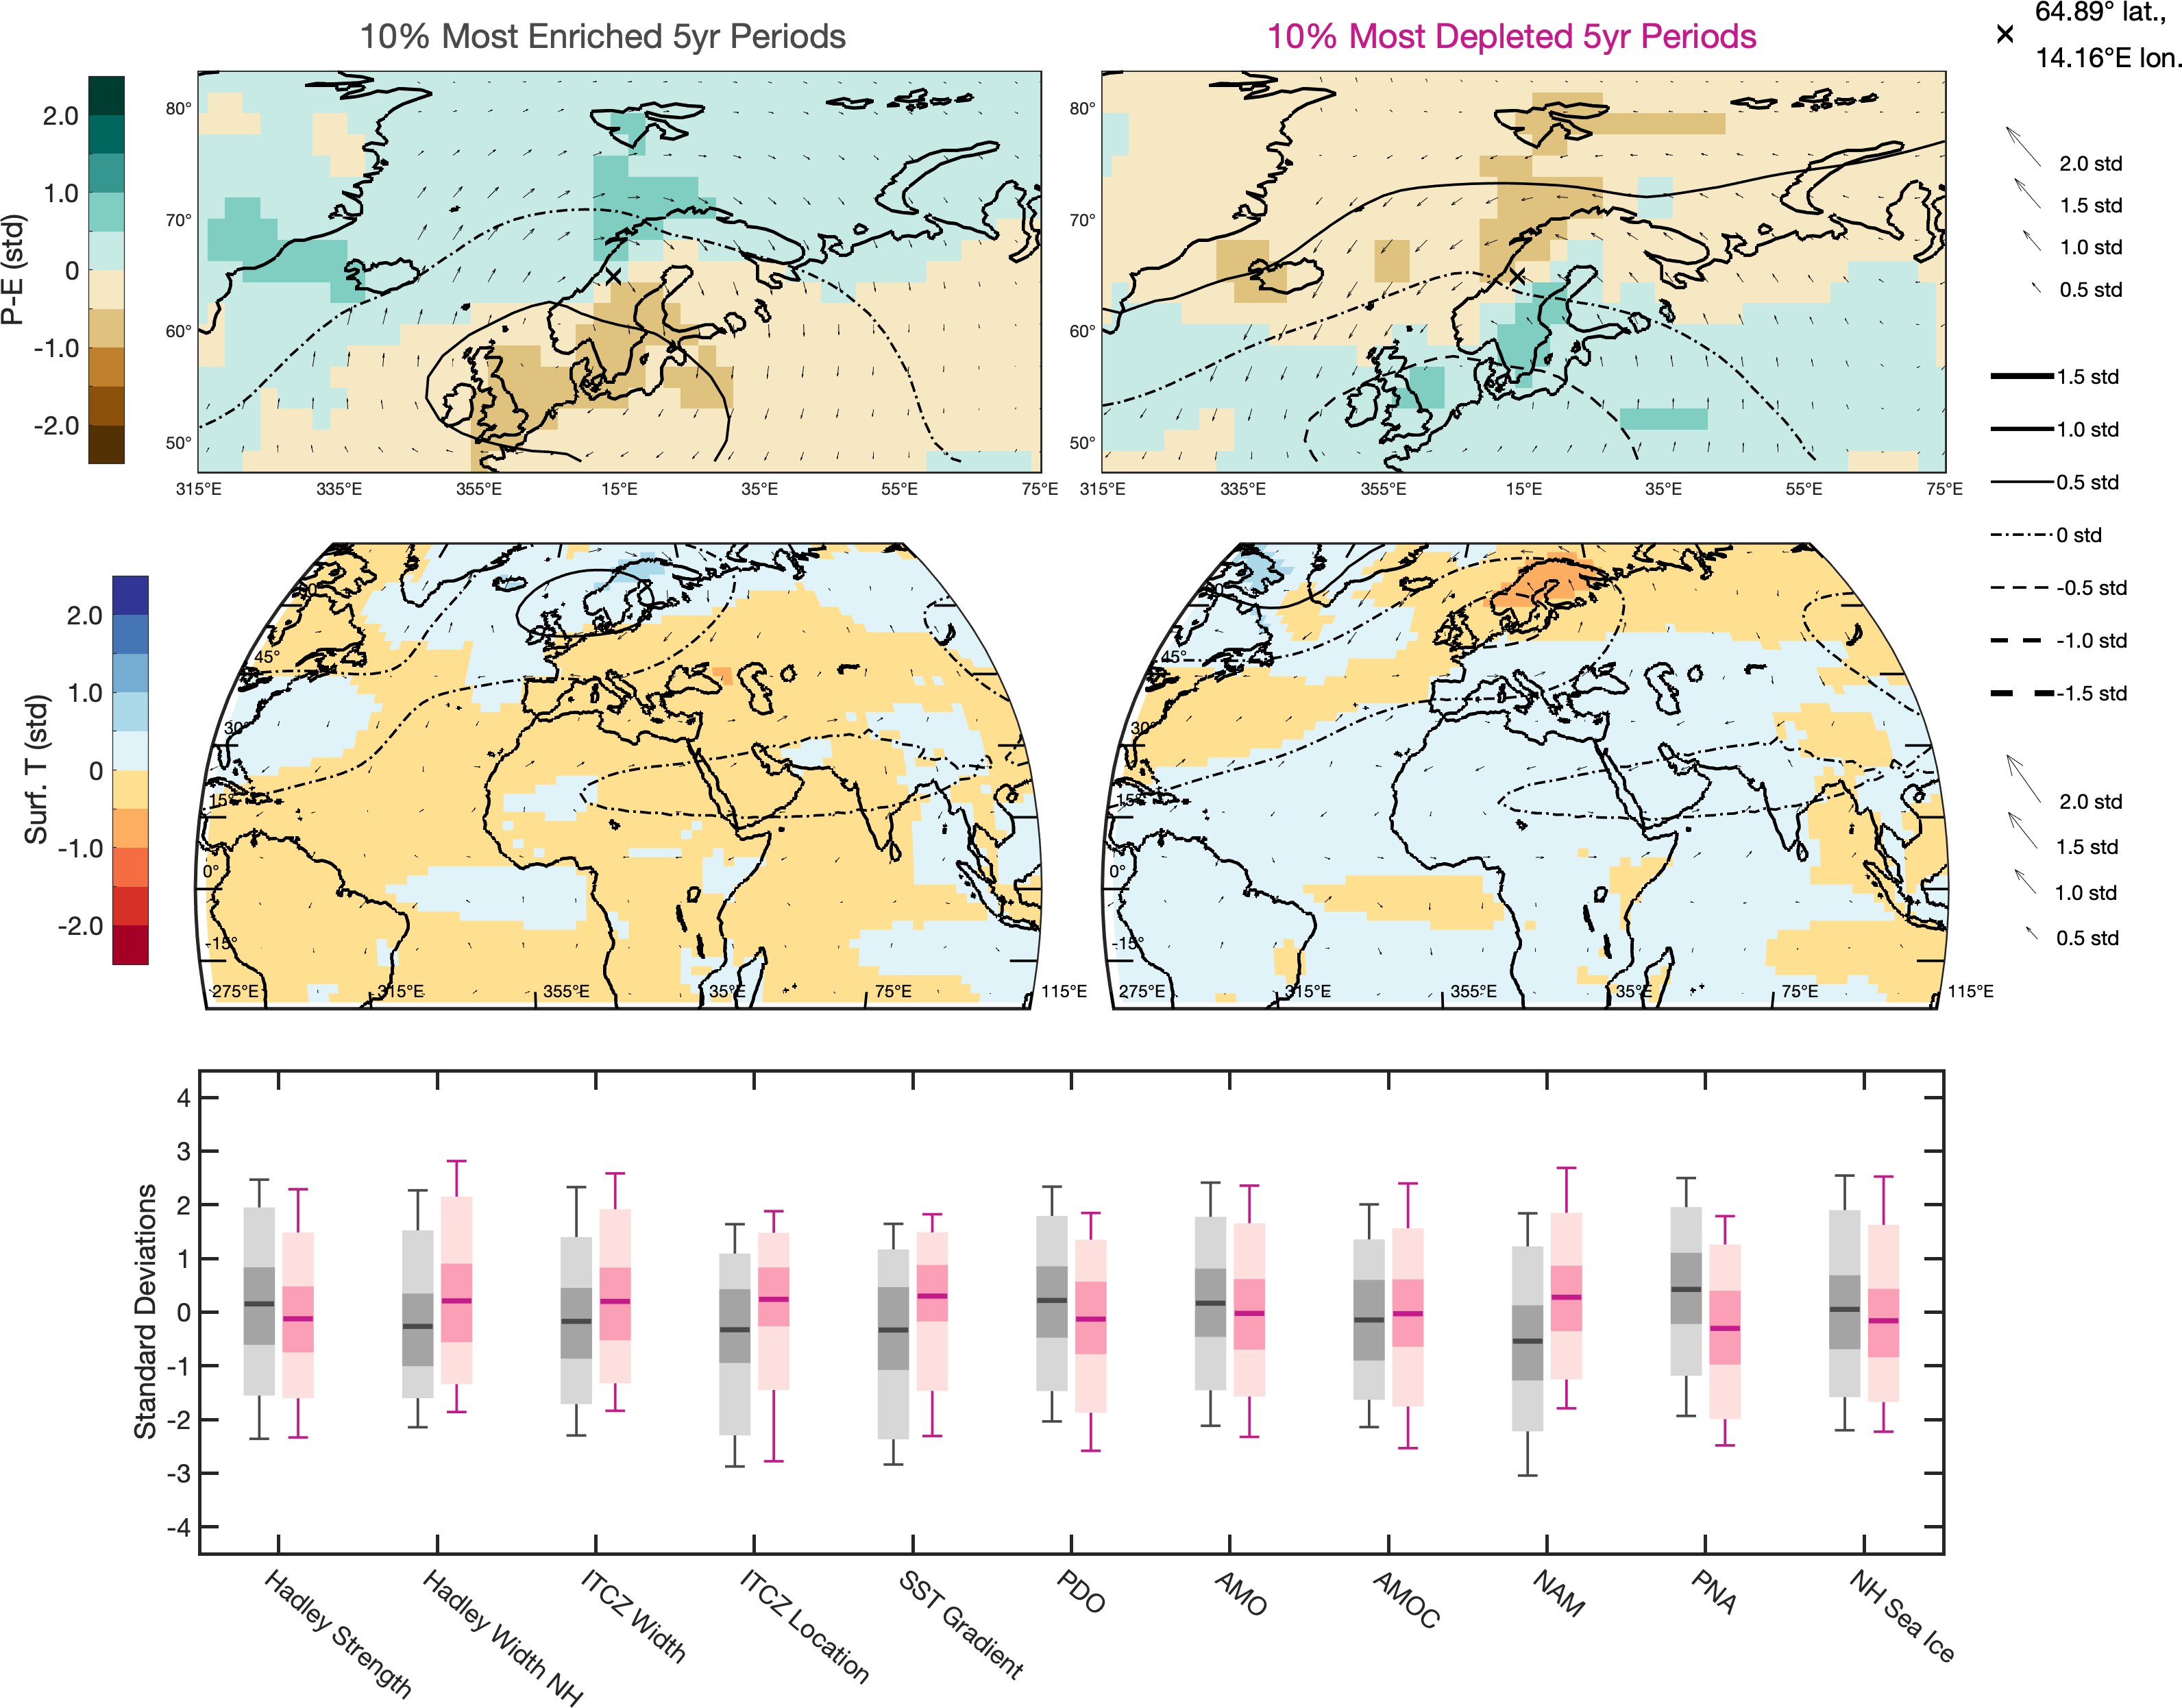 10% Most Enriched 5yr Periods
10% Most Depleted 5yr Periods
64.89° lat.,
14.16°E lon.
P-E (std)
2.0
1.0
0
-1.0
-2.0
80°
70°
60°
50°
315°E 335°E 355°E 15°E 35°E 55°E 75°E
80°
70°
60°
50°
315°E 335°E 355°E 15°E 35°E 55°E 75°E
2.0 std
1.5 std
1.0 std
0.5 std
1.5 std
1.0 std
0.5 std
0 std
-0.5 std
-1.0 std
-1.5 std
Surf. T (std)
2.0
1.0
0
-1.0
-2.0
45°
30°
15°
0°
-15°
275°E 315°E 355°E 35°E 75°E 115°E
45°
30°
15°
0°
-15°
275°E 315°E 355°E 35°E 75°E 115°E
2.0 std
1.5 std
1.0 std
0.5 std
Standard Deviations
4
3
2
1
0
-1
-2
-3
-4
Hadley Strength
Hadley Width NH
ITCZ Width
ITCZ Location
SST Gradient
PDO
AMO
AMOC
NAM
PNA
NH Sea Ice